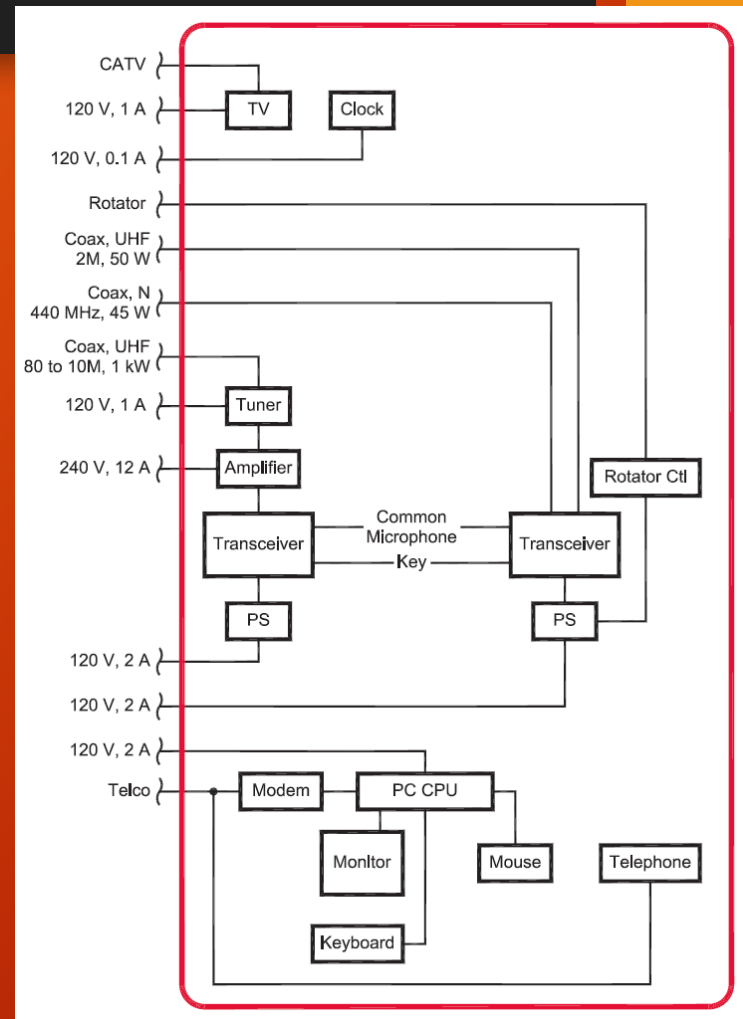 CATV
120 V, 1 A
TV
Clock
120 V, 0.1 A
Rotator
Coax, UHF
2M, 50 W
Coax, N
440 MHz, 45 W
Coax, UHF
80 to 10M, 1 kW
120 V, 1 A
Tuner
240 V, 12 A
Amplifier
Rotator Ctl
Transceiver
Common
Microphone
Key
Transceiver
PS
PS
120 V, 2 A
120 V, 2 A
120 V, 2 A
Telco
Modem
PC CPU
Monitor
Mouse
Telephone
Keyboard